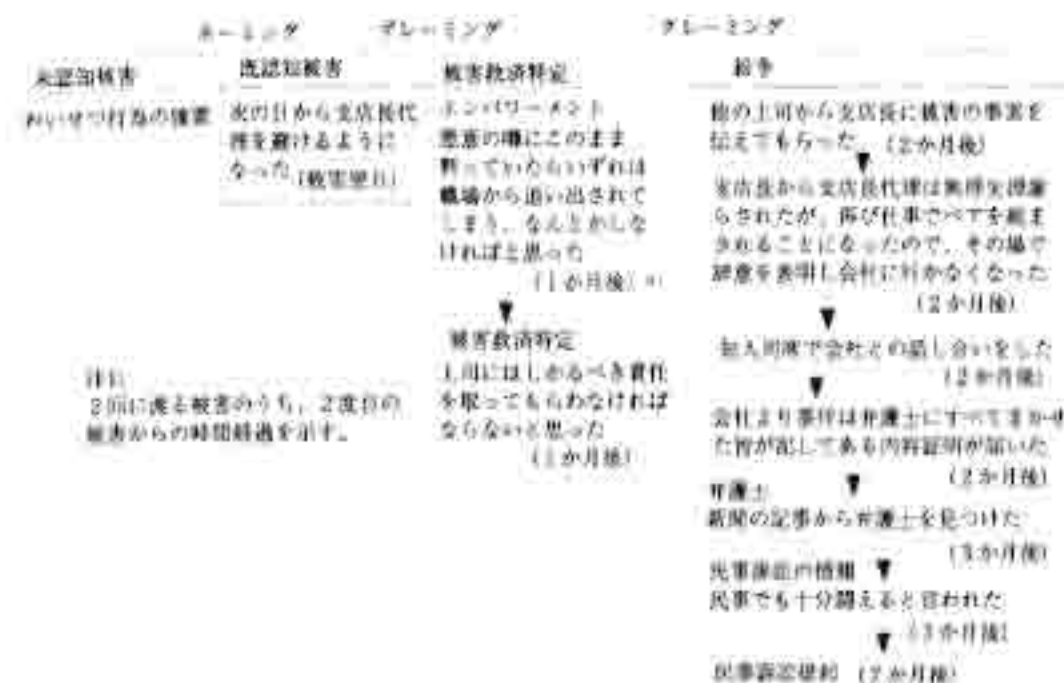 ネーミング　ブレーミング　クレーミング
未認知被害
わいせつ行為の強要
既認知被害
次の日から支店長代
理を避けるように
なった（被害翌日）
被害救済特定
エンパワーメント
悪意の噂にこのまま
黙っていたらいずれは
職場から追い出されて
しまう、なんとかしな
ければと思った
（1か月後）
▼
被害救済特定
上司にはしかるべき責任
を取ってもらわなければ
ならないと思った
（1か月後）
紛争
他の上司から支店長に被害の事実を
伝えてもらった（2か月後）
▼
支店長から支店長代理は
らされたが、再び仕事でペアを組ま
されることになったので、その場で
辞意を表明し会社に行かなくなった
（2か月後）
▼
会社との話し合いをした
（2か月後）
▼
会社より事件は弁護士にすべてまかせ
た旨が記してある内容証明が届いた
（2か月後）
▼
弁護士
新聞の記事から弁護士を見つけた
（3か月後）
▼
民事訴訟の情報
民事でも十分闘えると言われた
（3か月後）
▼
民事訴訟提起（7か月後）
注1：
2回に渡る被害のうち、2度目の
被害からの時間経過を示す。